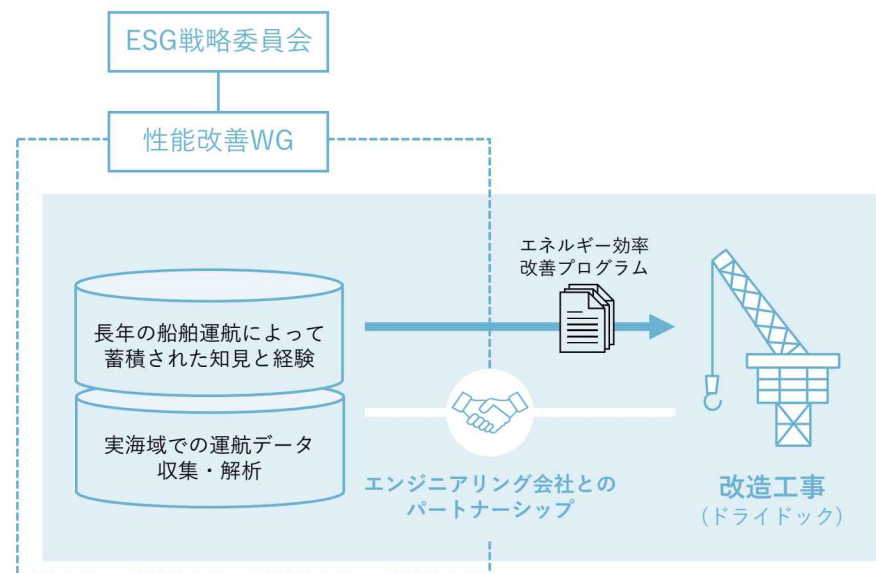 ESG戦略委員会
性能改善WG
エネルギー効率
改善プログラム
長年の船舶運航によって
蓄積された知見と経験
実海域での運航データ
収集・解析
エンジニアリング会社との
パートナーシップ
改造工事
(ドライドック)